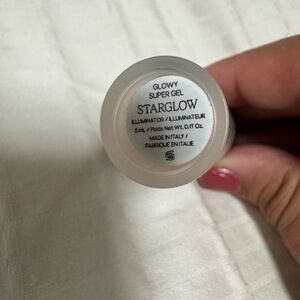 GLOWY
SUPER GEL
STARGLOW
ILLUMINATOR / ILLUMINATEUR
5 mL / Poids Net Wt. 0.17 Oz.
MADE IN ITALY /
FABRIQUÉ EN ITALIE